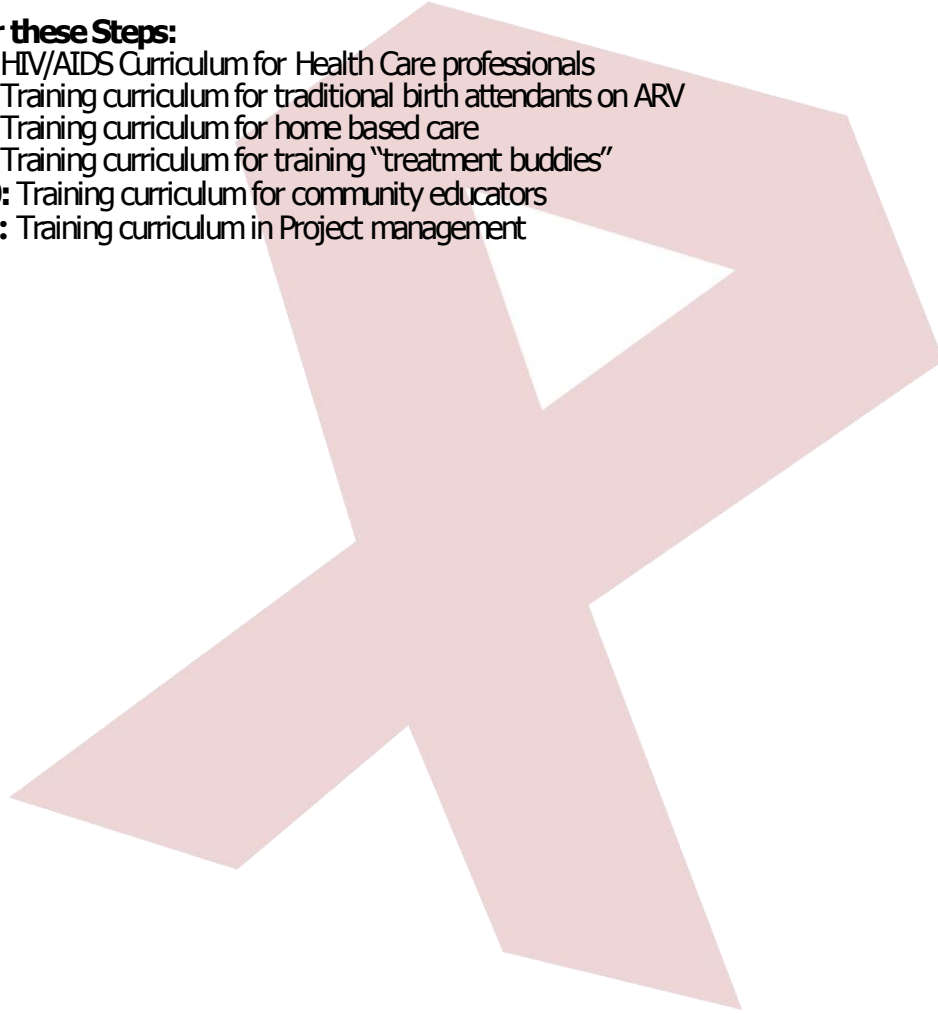 r these Steps:
HIV/AIDS Curriculum for Health Care professionals
Training curriculum for traditional birth attendants on ARV
Training curriculum for home based care
Training curriculum for training “treatment buddies”
: Training curriculum for community educators
: Training curriculum in Project management